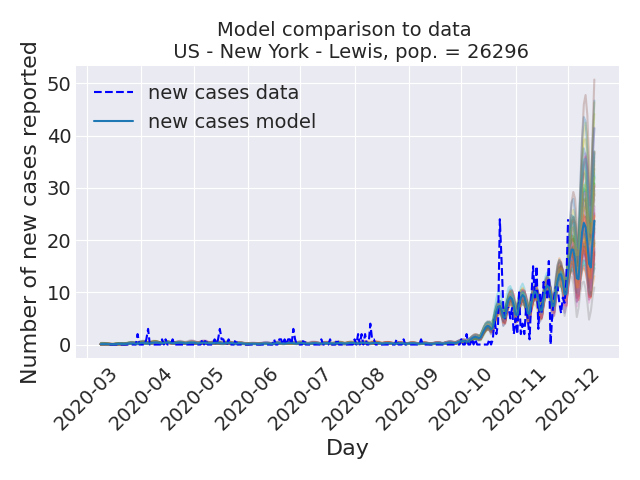 Model comparison to data
US - New York - Lewis, pop. = 26296
Number of new cases reported
50
40
30
20
10
0
new cases data
new cases model
2020-03
2020-04
2020-05
2020-06
2020-07
2020-08
2020-09
2020-10
2020-11
2020-12
Day